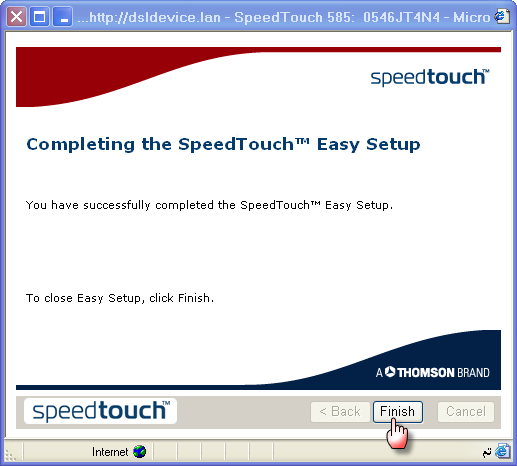 ...http://dsldevice.lan - SpeedTouch 585: 0546JT4N4 - Micro
speedtouch™
Completing the SpeedTouch™ Easy Setup
You have successfully completed the SpeedTouch™ Easy Setup.
To close Easy Setup, click Finish.
A THOMSON BRAND
speedtouch™
< Back
Finish
Cancel
Internet
تم